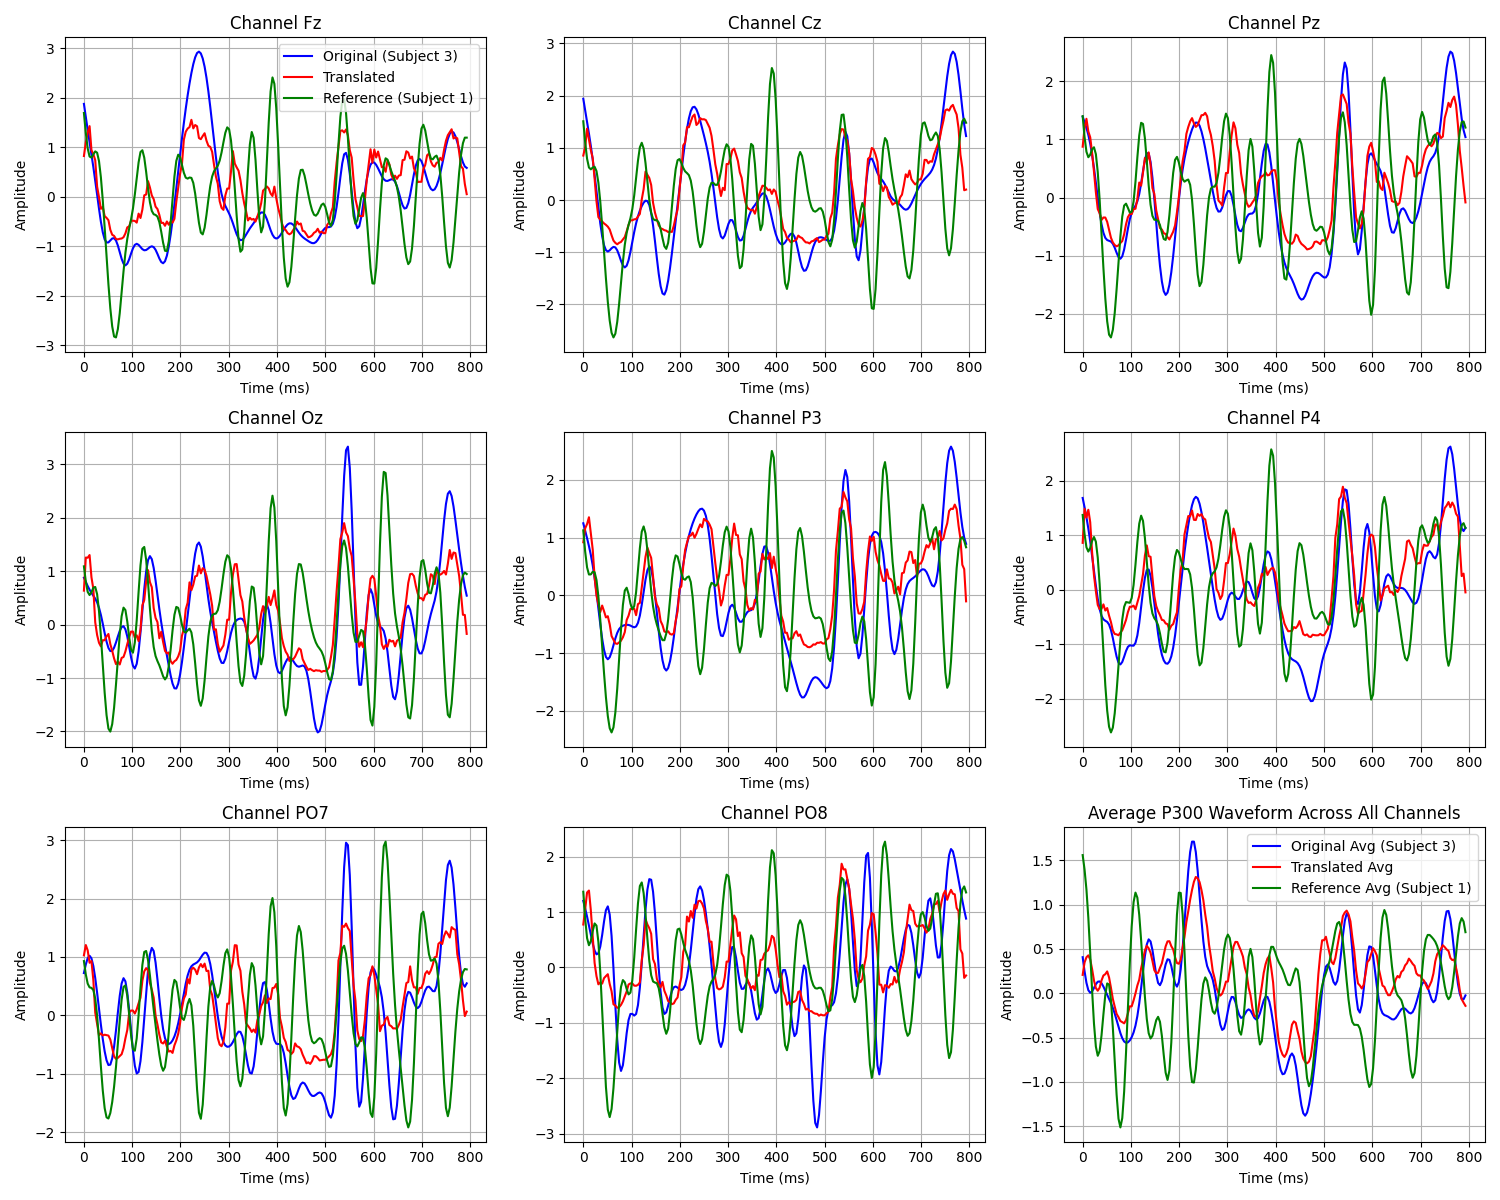 Channel Fz
3
2
1
0
−1
−2
−3
Amplitude
Original (Subject 3)
Translated
Reference (Subject 1)
0 100 200 300 400 500 600 700 800
Time (ms)
Channel Cz
3
2
1
0
−1
−2
Amplitude
0 100 200 300 400 500 600 700 800
Time (ms)
Channel Pz
2
1
0
−1
−2
Amplitude
0 100 200 300 400 500 600 700 800
Time (ms)
Channel Oz
3
2
1
0
−1
−2
Amplitude
0 100 200 300 400 500 600 700 800
Time (ms)
Channel P3
2
1
0
−1
−2
Amplitude
0 100 200 300 400 500 600 700 800
Time (ms)
Channel P4
2
1
0
−1
−2
Amplitude
0 100 200 300 400 500 600 700 800
Time (ms)
Channel PO7
3
2
1
0
−1
−2
Amplitude
0 100 200 300 400 500 600 700 800
Time (ms)
Channel PO8
2
1
0
−1
−2
−3
Amplitude
0 100 200 300 400 500 600 700 800
Time (ms)
Average P300 Waveform Across All Channels
1.5
1.0
0.5
0.0
−0.5
−1.0
−1.5
Amplitude
Original Avg (Subject 3)
Translated Avg
Reference Avg (Subject 1)
0 100 200 300 400 500 600 700 800
Time (ms)